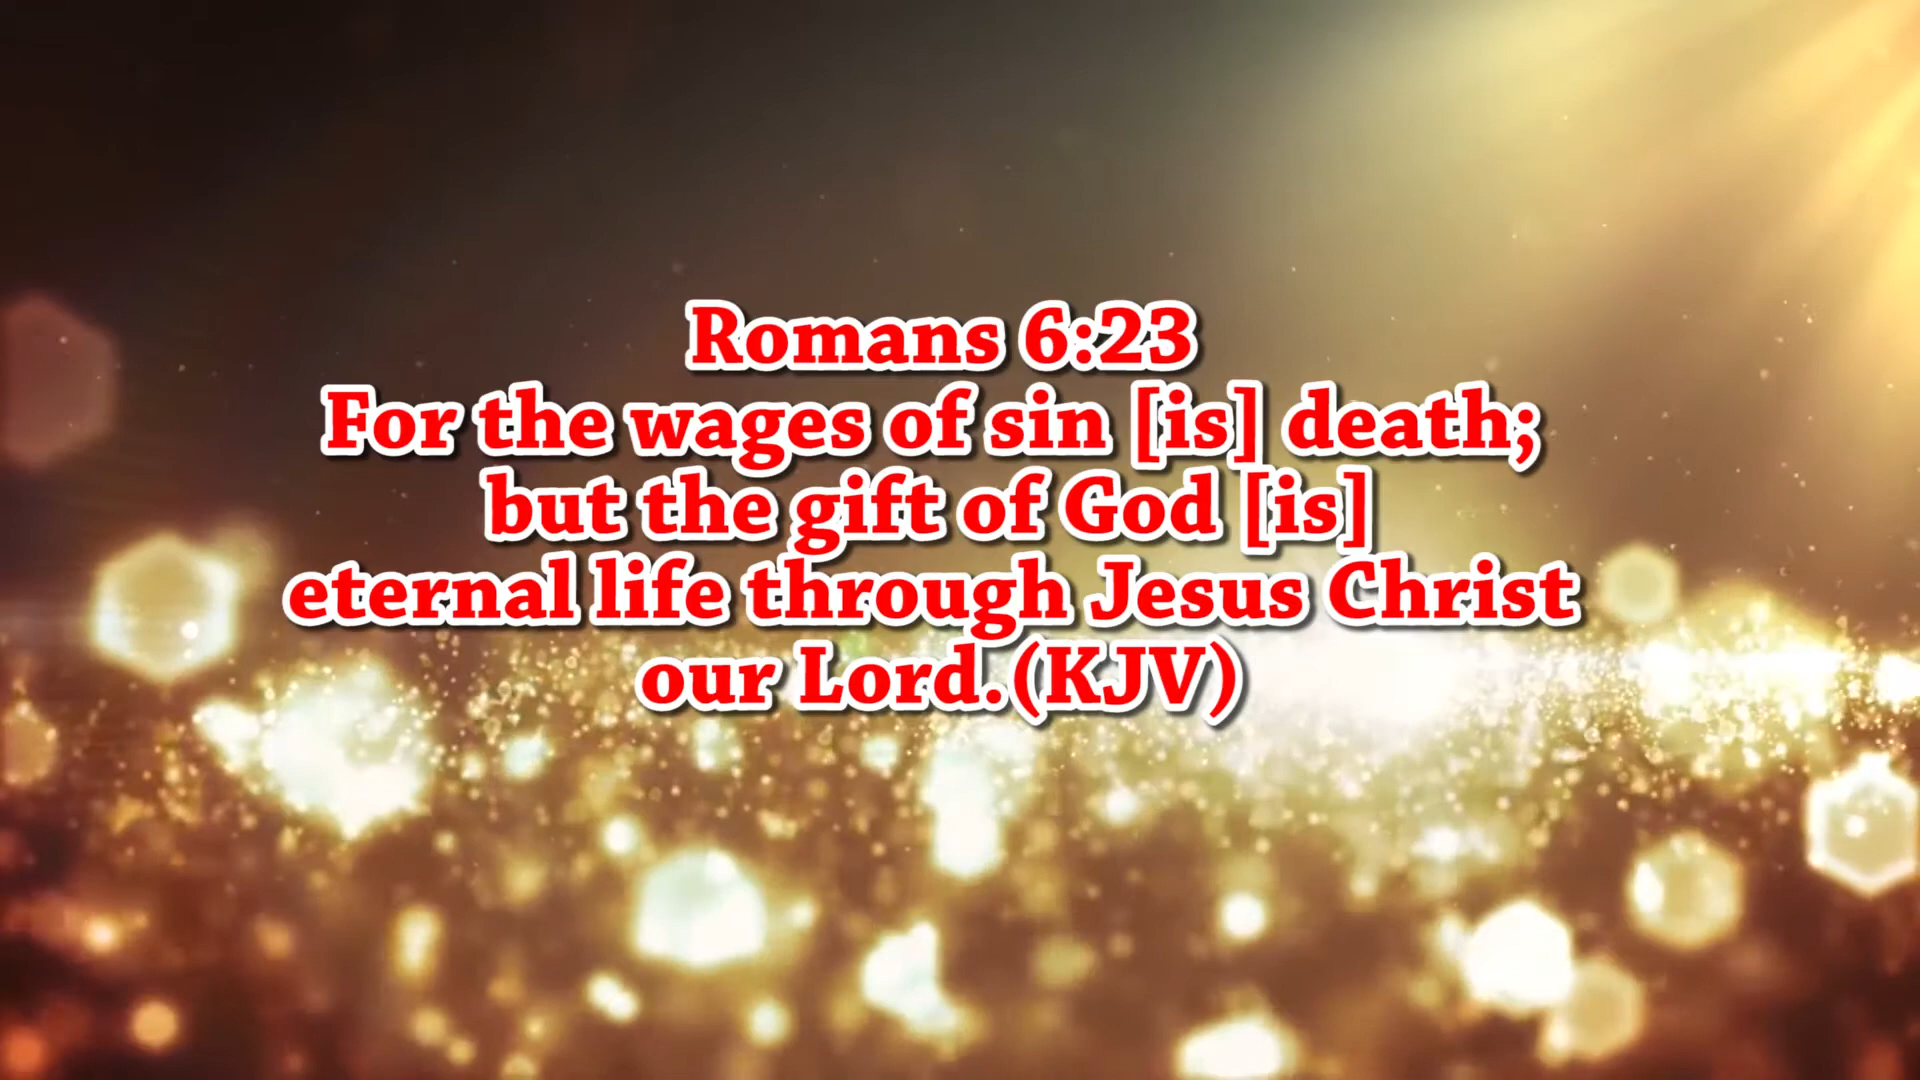 Romans 6:23
For the wages of sin [is] death;
but the gift of God [is]
eternal life through Jesus Christ
our Lord.(KJV)